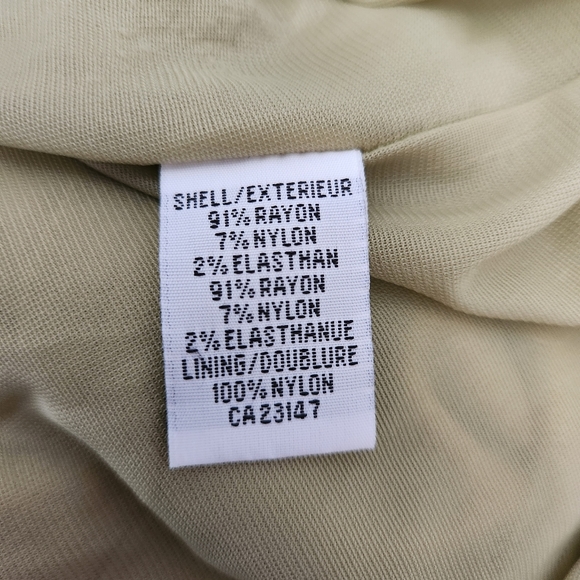 SHELL/EXTERIEUR
91% RAYON
7% NYLON
2% ELASTHAN
91% RAYON
7% NYLON
2% ELASTHANUE
LINING/DOUBLURE
100% NYLON
CA 23147